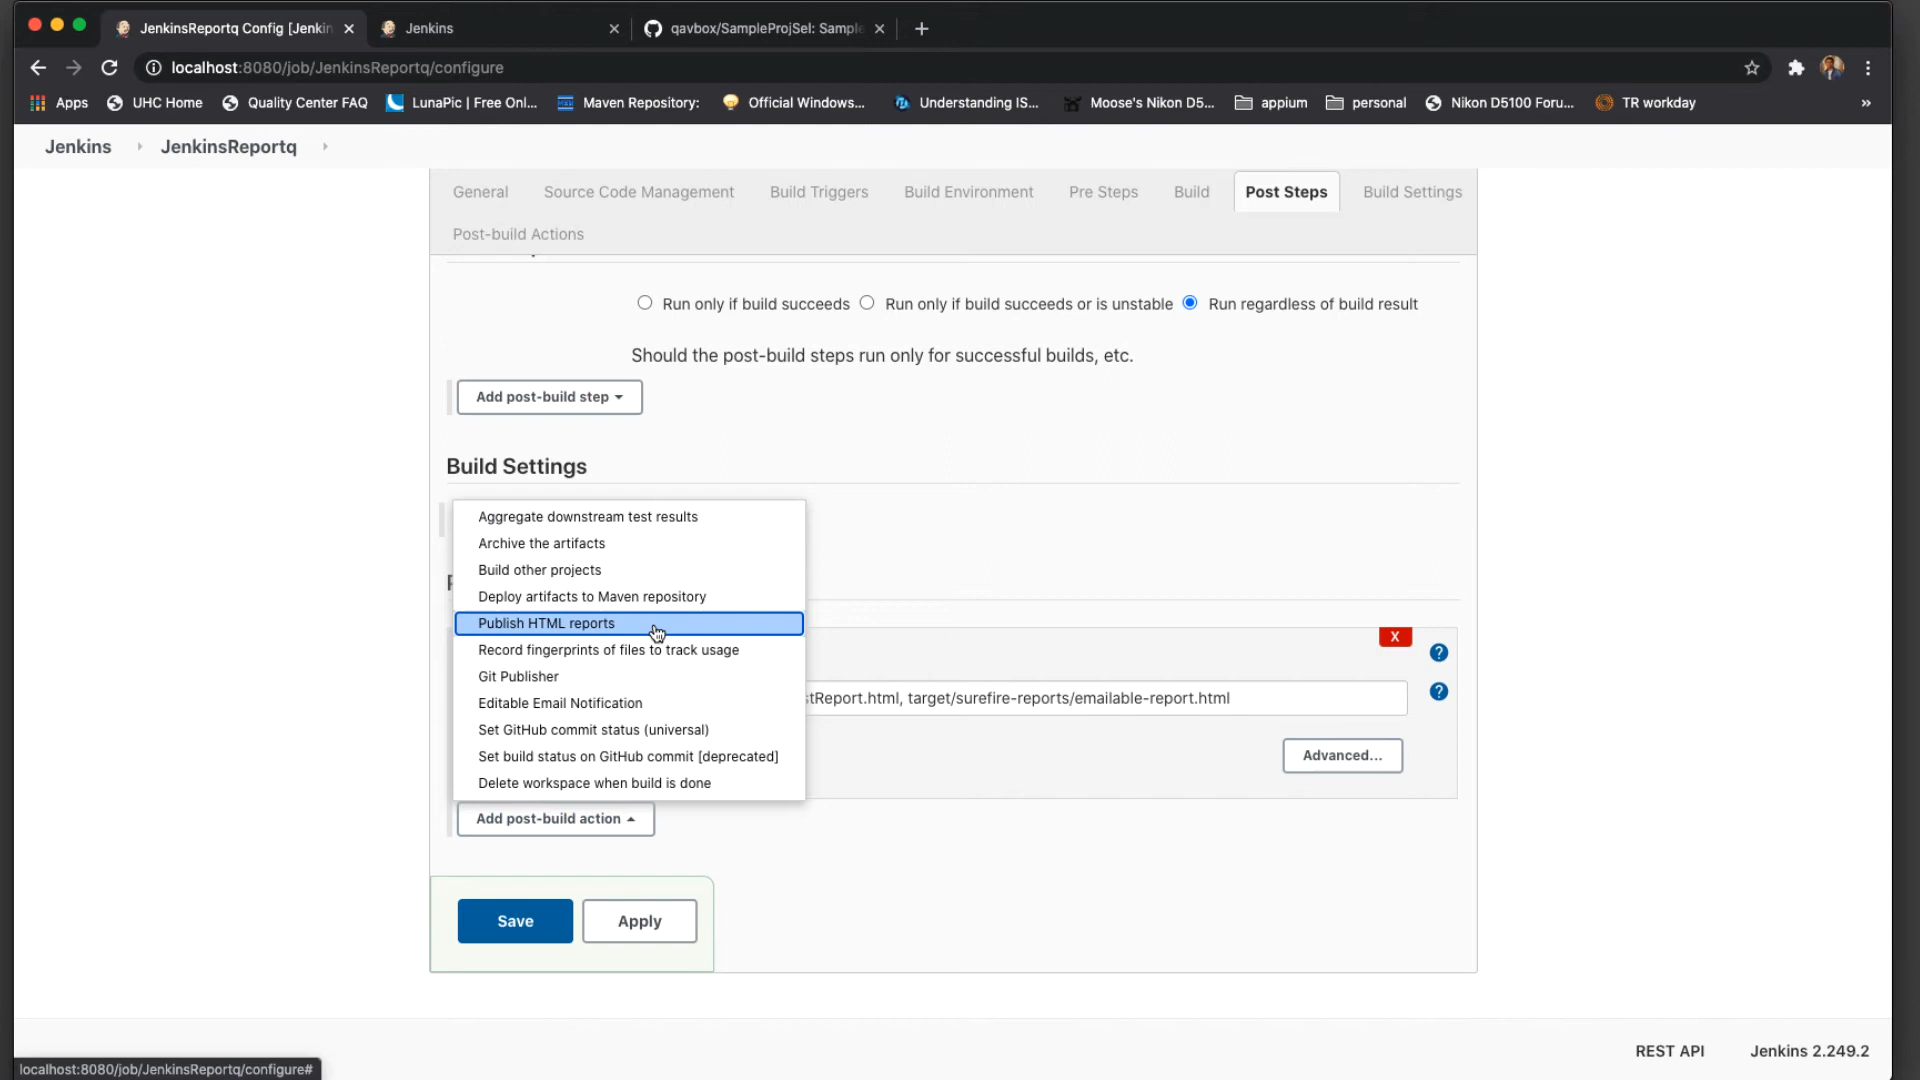 JenkinsReportq Config [Jenkin
Jenkins
qavbox/SampleProjSel: Sample
localhost:8080/job/JenkinsReportq/configure
Apps
UHC Home
Quality Center FAQ
LunaPic | Free Onl...
Maven Repository:
Official Windows...
Understanding IS...
Moose's Nikon D5...
appium
personal
Nikon D5100 Foru...
TR workday
»
Jenkins
JenkinsReportq
General
Source Code Management
Build Triggers
Build Environment
Pre Steps
Build
Post Steps
Build Settings
Post-build Actions
Run only if build succeeds
Run only if build succeeds or is unstable
Run regardless of build result
Should the post-build steps run only for successful builds, etc.
Add post-build step
Build Settings
Aggregate downstream test results
Archive the artifacts
Build other projects
Deploy artifacts to Maven repository
Publish HTML reports
Record fingerprints of files to track usage
Git Publisher
Editable Email Notification
Set GitHub commit status (universal)
Set build status on GitHub commit [deprecated]
Delete workspace when build is done
X
?
stReport.html, target/surefire-reports/emailable-report.html
?
Advanced...
Add post-build action
Save
Apply
REST API
Jenkins 2.249.2
localhost:8080/job/JenkinsReportq/configure#